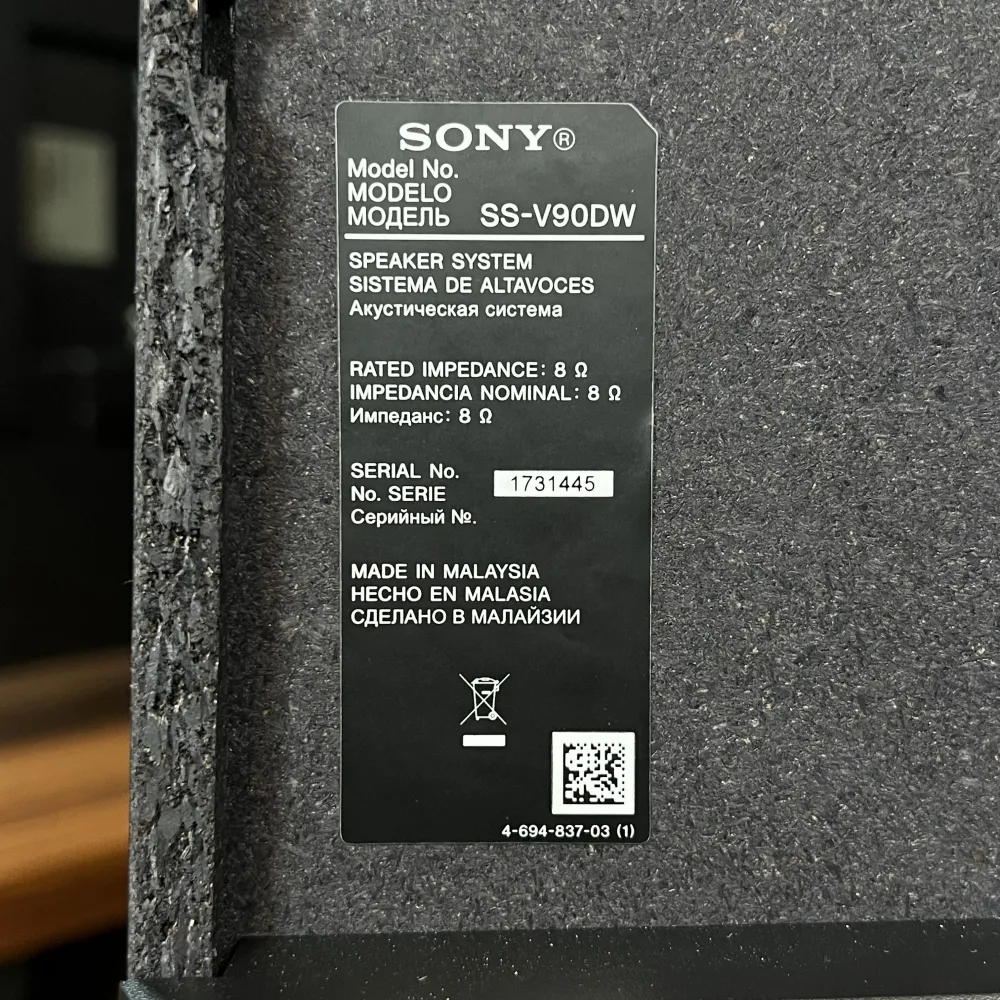 SONY®
Model No.
MODELO
МОДЕЛЬ SS-V90DW
SPEAKER SYSTEM
SISTEMA DE ALTAVOCES
Акустическая система
RATED IMPEDANCE: 8 Ω
IMPEDANCIA NOMINAL: 8 Ω
Импеданс: 8 Ω
SERIAL No.
No. SERIE 1731445
Серийный №.
MADE IN MALAYSIA
HECHO EN MALASIA
СДЕЛАНО В МАЛАЙЗИИ
4-694-837-03 (1)